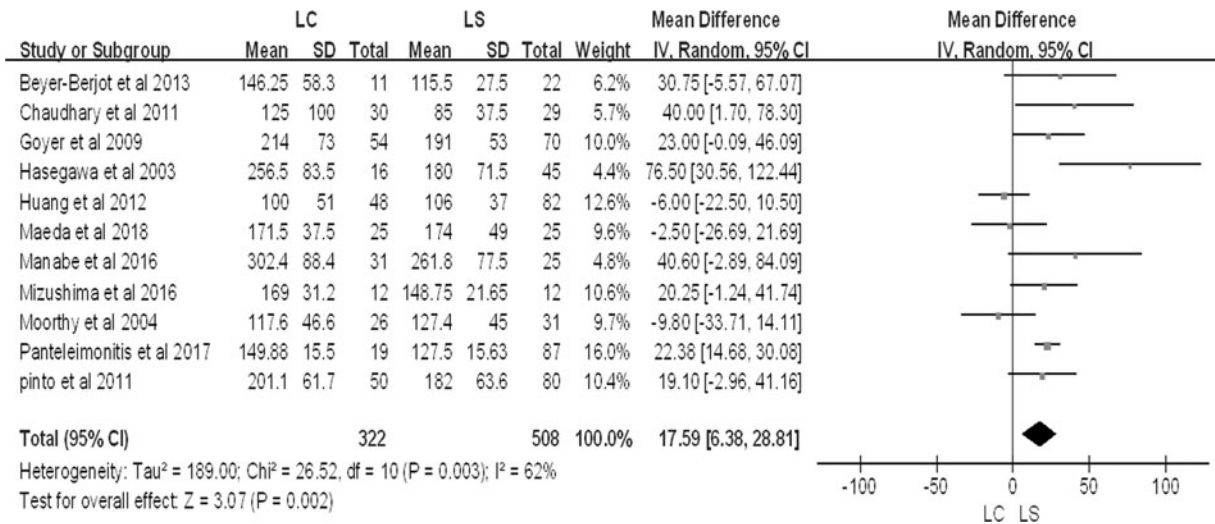 LC LS Mean Difference Mean Difference
Study or Subgroup Mean SD Total Mean SD Total Weight IV, Random, 95% CI IV, Random, 95% CI
Beyer-Berjot et al 2013 146.25 58.3 11 115.5 27.5 22 6.2% 30.75 [-5.57, 67.07]
Chaudhary et al 2011 125 100 30 85 37.5 29 5.7% 40.00 [1.70, 78.30]
Goyer et al 2009 214 73 54 191 53 70 10.0% 23.00 [-0.09, 46.09]
Hasegawa et al 2003 256.5 83.5 16 180 71.5 45 4.4% 76.50 [30.56, 122.44]
Huang et al 2012 100 51 48 106 37 82 12.6% -6.00 [-22.50, 10.50]
Maeda et al 2018 171.5 37.5 25 174 49 25 9.6% -2.50 [-26.69, 21.69]
Manabe et al 2016 302.4 88.4 31 261.8 77.5 25 4.8% 40.60 [-2.89, 84.09]
Mizushima et al 2016 169 31.2 12 148.75 21.65 12 10.6% 20.25 [-1.24, 41.74]
Moorthy et al 2004 117.6 46.6 26 127.4 45 31 9.7% -9.80 [-33.71, 14.11]
Panteleimonitis et al 2017 149.88 15.5 19 127.5 15.63 87 16.0% 22.38 [14.68, 30.08]
pinto et al 2011 201.1 61.7 50 182 63.6 80 10.4% 19.10 [-2.96, 41.16]
Total (95% CI) 322 508 100.0% 17.59 [6.38, 28.81]
Heterogeneity: Tau² = 189.00; Chi² = 26.52, df = 10 (P = 0.003); I² = 62%
Test for overall effect: Z = 3.07 (P = 0.002)
-100 -50 0 50 100
LC LS